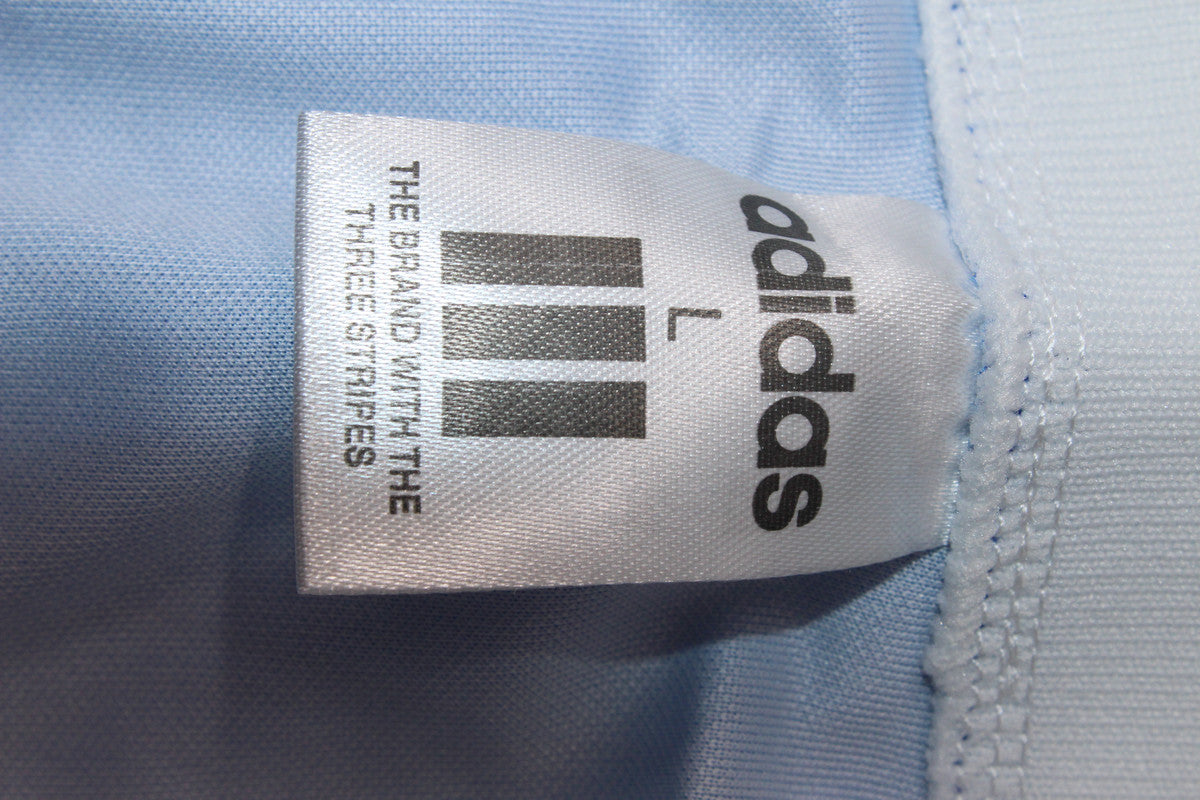 adidas
L
THE BRAND WITH THE
THREE STRIPES